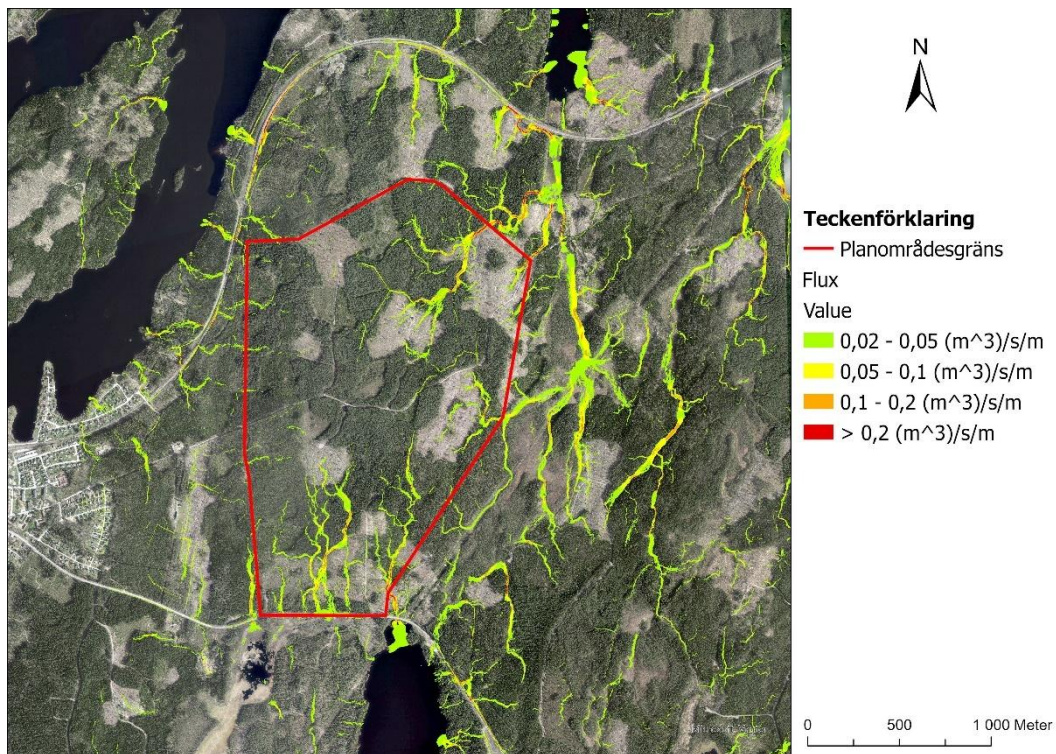 N
Teckenförklaring
Planområdesgräns
Flux
Value
0,02 - 0,05 (m^3)/s/m
0,05 - 0,1 (m^3)/s/m
0,1 - 0,2 (m^3)/s/m
> 0,2 (m^3)/s/m
0 500 1 000 Meter